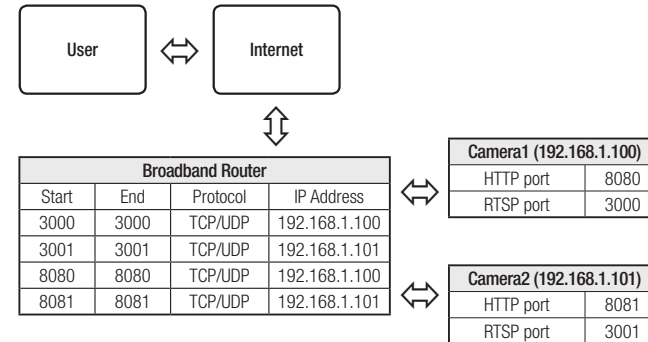 User
Internet
Broadband Router
Start End Protocol IP Address
3000 3000 TCP/UDP 192.168.1.100
3001 3001 TCP/UDP 192.168.1.101
8080 8080 TCP/UDP 192.168.1.100
8081 8081 TCP/UDP 192.168.1.101
Camera1 (192.168.1.100)
HTTP port 8080
RTSP port 3000
Camera2 (192.168.1.101)
HTTP port 8081
RTSP port 3001